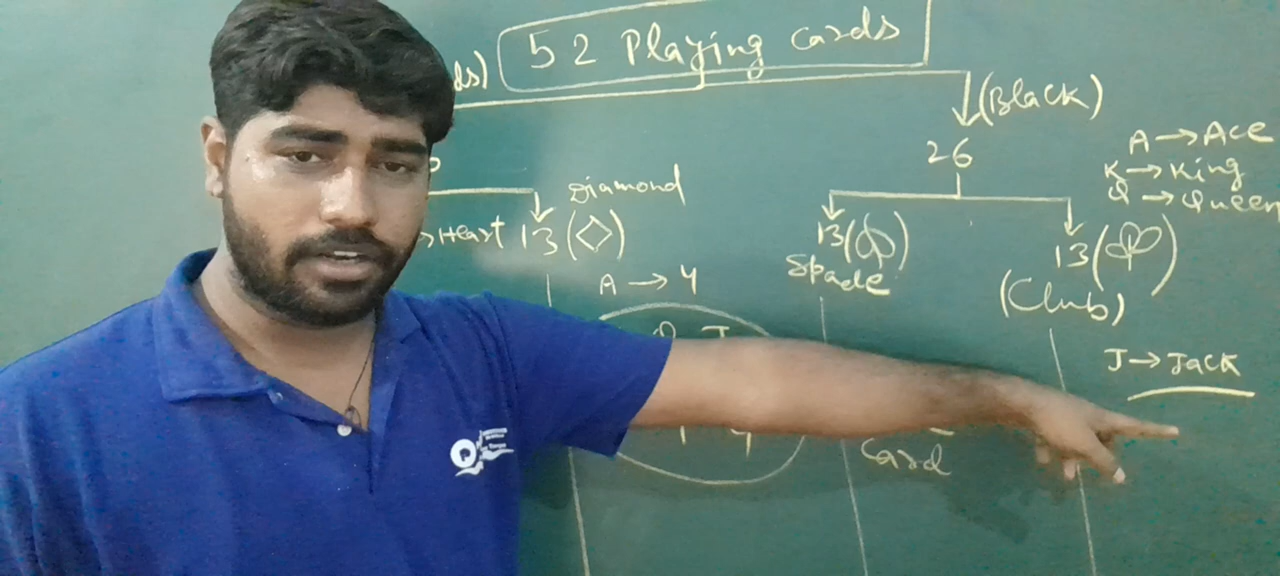 ds) 52 Playing cards
(Black)
26
A → Ace
K → King
Q → Queen
Diamond
→ Heart 13 (◇)
13 (♠)
Spade
13 (♣)
(Club)
A → 4
J → Jack
Card